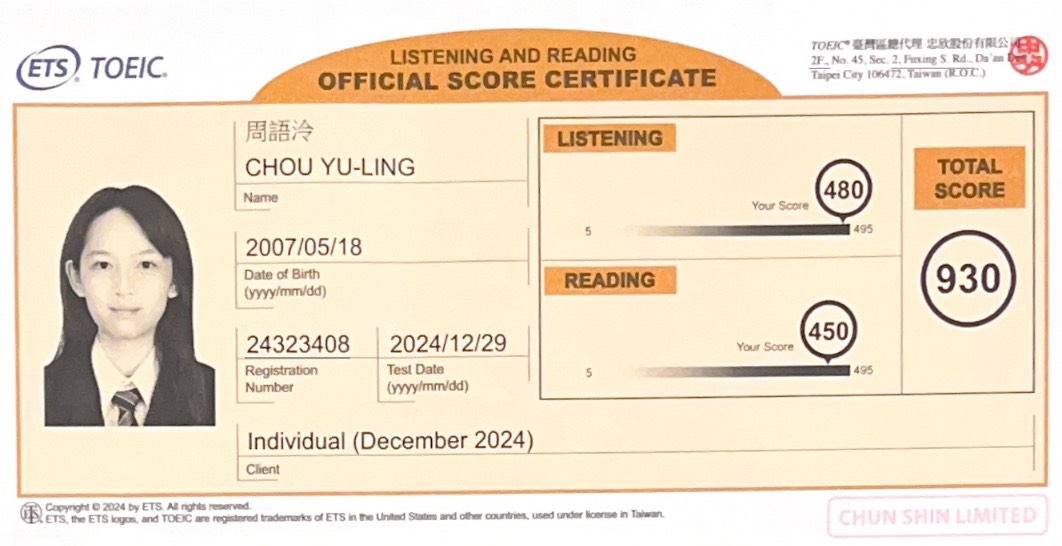 ETS TOEIC®
LISTENING AND READING
OFFICIAL SCORE CERTIFICATE
TOEIC® 臺灣區總代理 忠欣股份有限公司
2F., No. 45, Sec. 2, Fuxing S. Rd., Da'an
Taipei City 106472, Taiwan (R.O.C.)
周語泠
CHOU YU-LING
Name
2007/05/18
Date of Birth
(yyyy/mm/dd)
24323408
Registration
Number
2024/12/29
Test Date
(yyyy/mm/dd)
Individual (December 2024)
Client
LISTENING
480
Your Score
5
495
READING
450
Your Score
5
495
TOTAL
SCORE
930
Copyright © 2024 by ETS. All rights reserved.
ETS, the ETS logos, and TOEIC are registered trademarks of ETS in the United States and other countries, used under license in Taiwan.
CHUN SHIN LIMITED